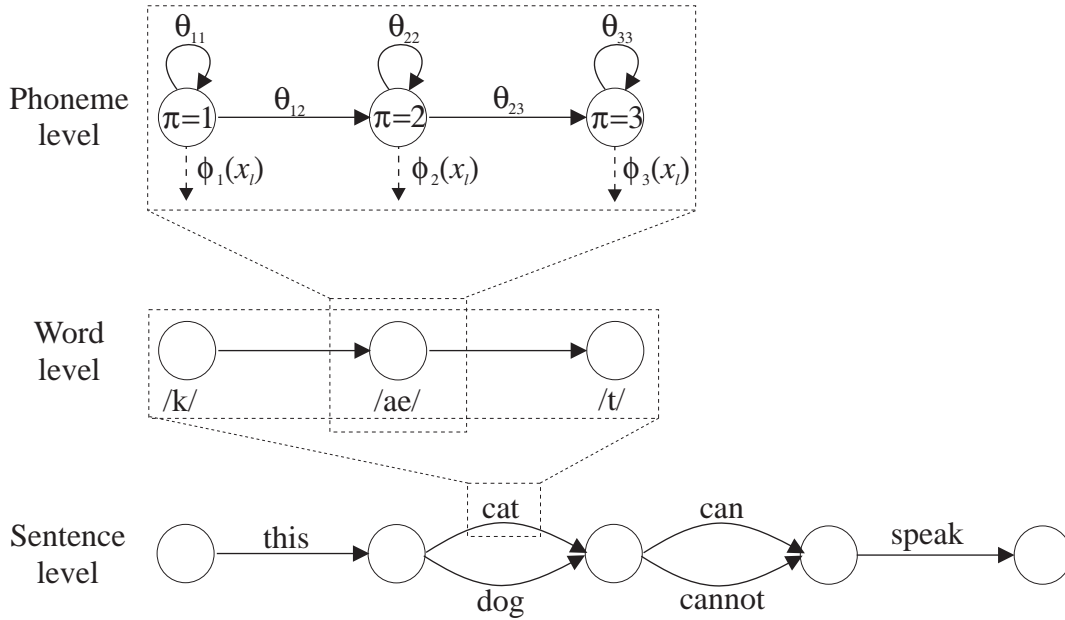 θ₁₁ θ₂₂ θ₃₃
Phoneme level
π=1 θ₁₂ π=2 θ₂₃ π=3
ϕ₁(xₗ) ϕ₂(xₗ) ϕ₃(xₗ)
Word level
/k/ /ae/ /t/
Sentence level
this cat can speak
dog cannot